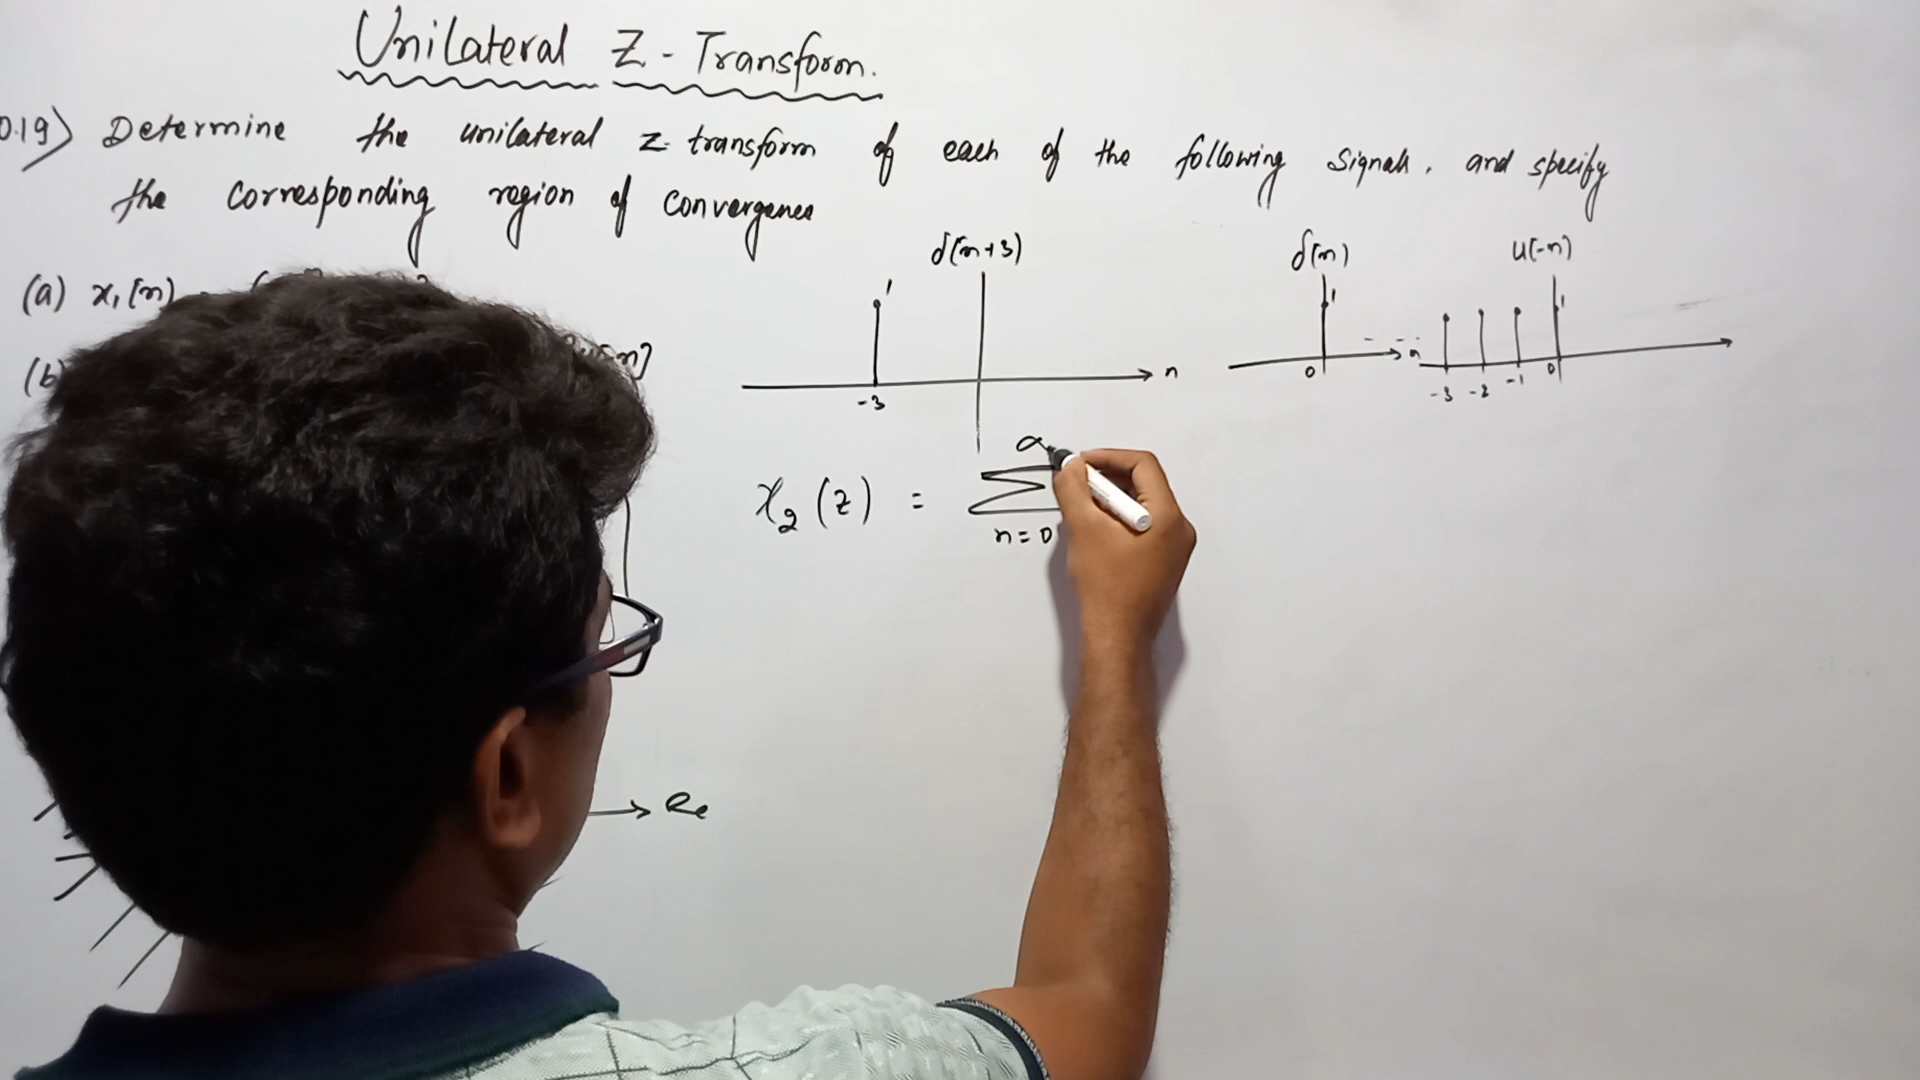 Unilateral Z-Transform.
0.19) Determine the unilateral z-transform of each of the following signals, and specify
the corresponding region of convergence
(a) x₁[n]
(b)
n]
δ[n+3]
1
-3
n
δ[n]
1
0
n
u[-n]
1
-3 -2 -1 0
X₂(z) = Σ
n=0
Re